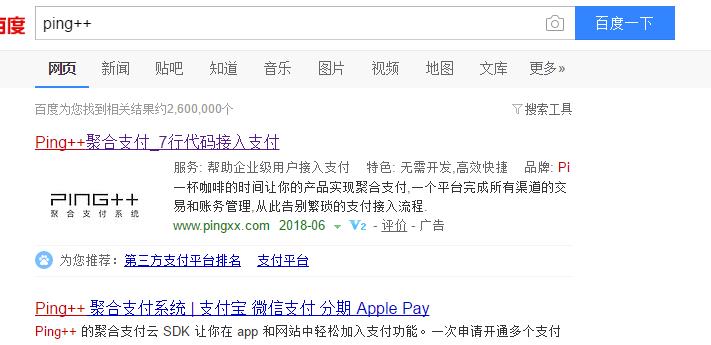 百度 ping++ 百度一下
网页 新闻 贴吧 知道 音乐 图片 视频 地图 文库 更多»
百度为您找到相关结果约2,600,000个 搜索工具
Ping++聚合支付_7行代码接入支付
服务: 帮助企业级用户接入支付 特色: 无需开发,高效快捷 品牌: Pi
一杯咖啡的时间让你的产品实现聚合支付,一个平台完成所有渠道的交
PING++
聚合支付系统
易和账务管理,从此告别繁琐的支付接入流程.
www.pingxx.com 2018-06 V2 - 评价 - 广告
为您推荐: 第三方支付平台排名 支付平台
Ping++ 聚合支付系统 | 支付宝 微信支付 分期 Apple Pay
Ping++ 的聚合支付云 SDK 让你在 app 和网站中轻松加入支付功能。一次申请开通多个支付